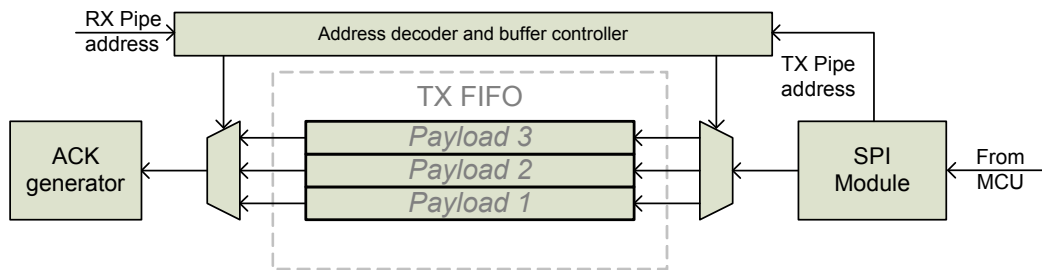 RX Pipe
address
Address decoder and buffer controller
TX Pipe
address
TX FIFO
Payload 3
Payload 2
Payload 1
ACK
generator
SPI
Module
From
MCU